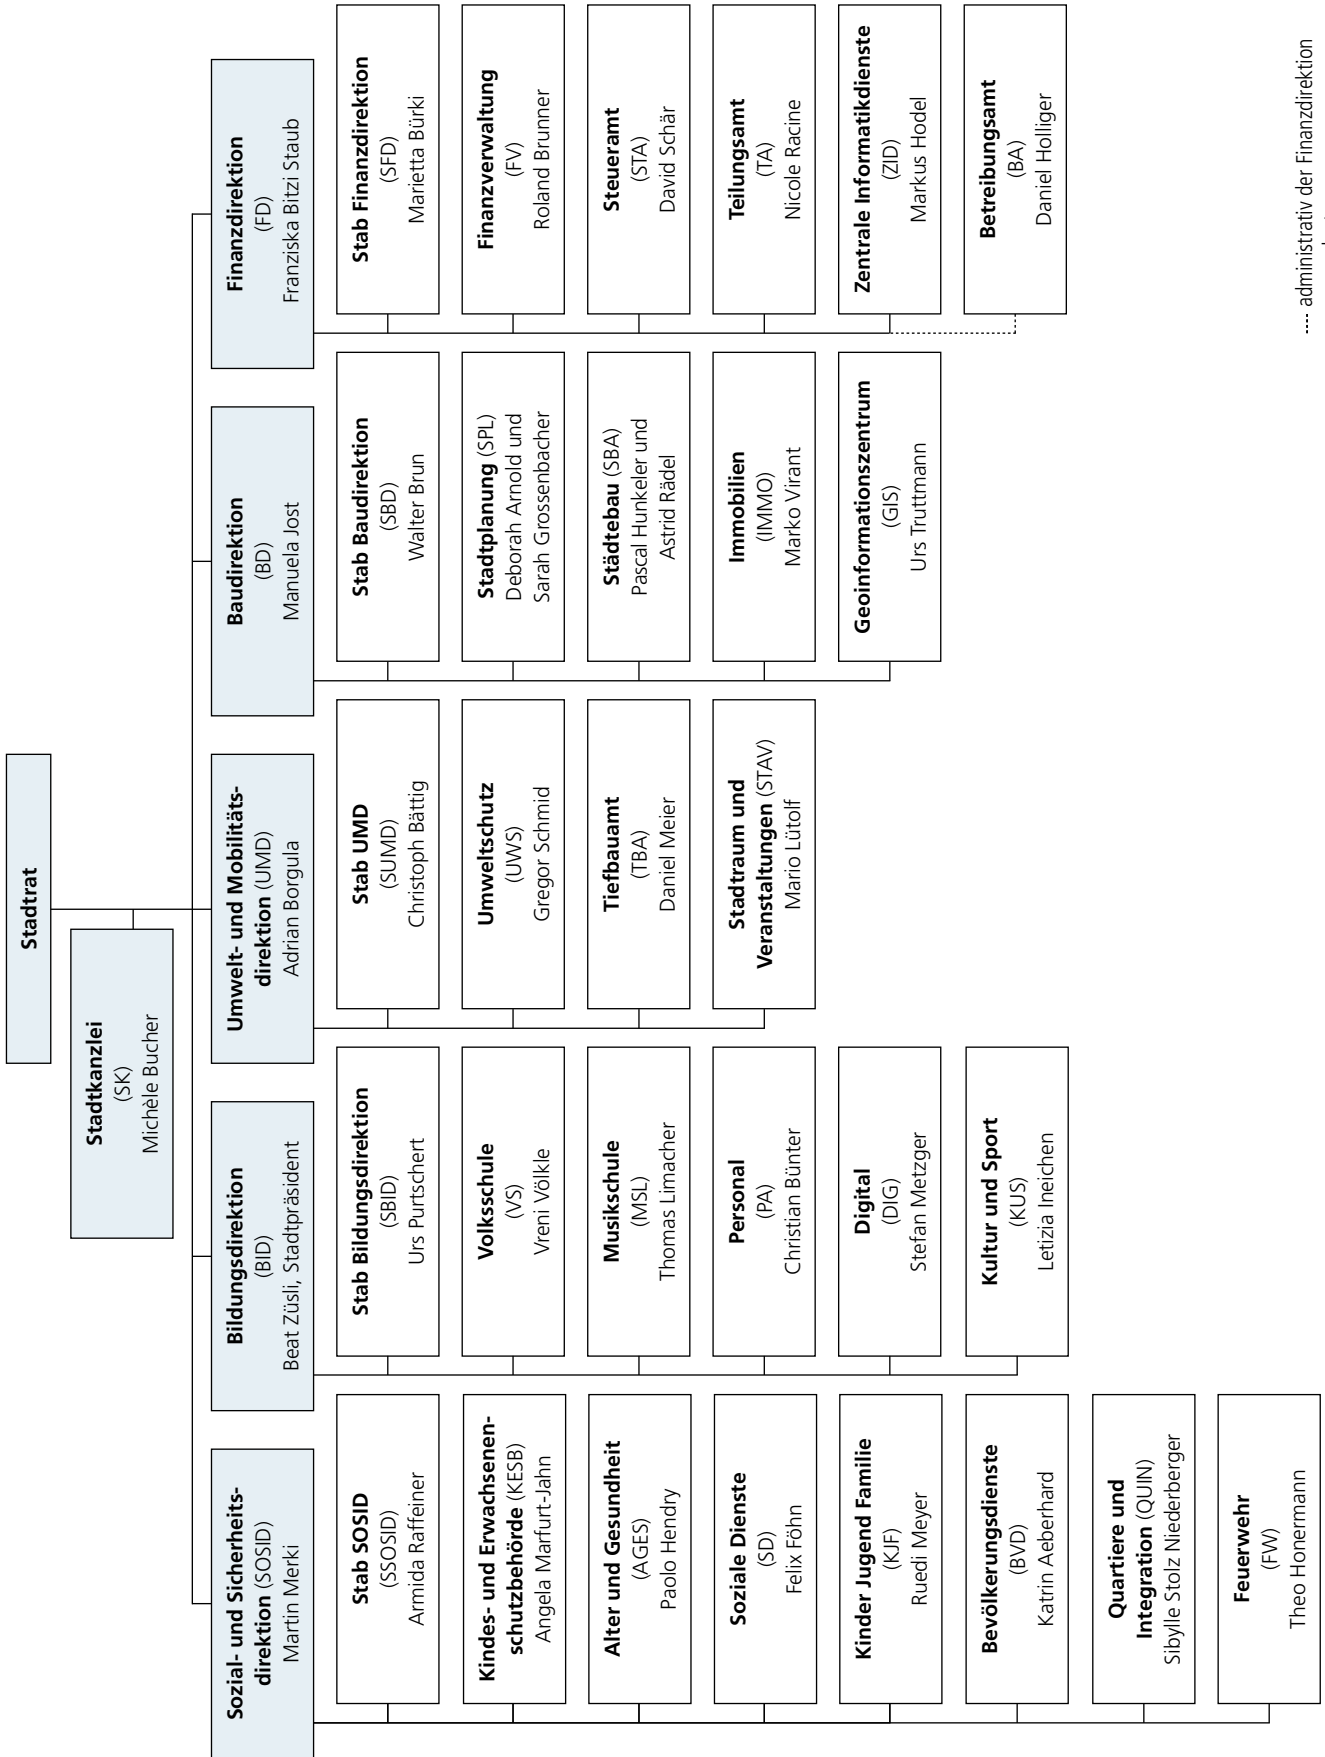 Stadtrat
Stadtkanzlei
(SK)
Michèle Bucher
Sozial- und Sicherheits-
direktion (SOSID)
Martin Merki
Stab SOSID
(SSOSID)
Armida Raffeiner
Kindes- und Erwachsenen-
schutzbehörde (KESB)
Angela Marfurt-Jahn
Alter und Gesundheit
(AGES)
Paolo Hendry
Soziale Dienste
(SD)
Felix Föhn
Kinder Jugend Familie
(KJF)
Ruedi Meyer
Bevölkerungsdienste
(BVD)
Katrin Aeberhard
Quartiere und
Integration (QUIN)
Sibylle Stolz Niederberger
Feuerwehr
(FW)
Theo Honermann
Bildungsdirektion
(BID)
Beat Züsli, Stadtpräsident
Stab Bildungsdirektion
(SBID)
Urs Purtschert
Volksschule
(VS)
Vreni Völkle
Musikschule
(MSL)
Thomas Limacher
Personal
(PA)
Christian Bünter
Digital
(DIG)
Stefan Metzger
Kultur und Sport
(KUS)
Letizia Ineichen
Umwelt- und Mobilitäts-
direktion (UMD)
Adrian Borgula
Stab UMD
(SUMD)
Christoph Bättig
Umweltschutz
(UWS)
Gregor Schmid
Tiefbauamt
(TBA)
Daniel Meier
Stadtraum und
Veranstaltungen (STAV)
Mario Lütolf
Baudirektion
(BD)
Manuela Jost
Stab Baudirektion
(SBD)
Walter Brun
Stadtplanung (SPL)
Deborah Arnold und
Sarah Grossenbacher
Städtebau (SBA)
Pascal Hunkeler und
Astrid Rädel
Immobilien
(IMMO)
Marko Virant
Geoinformationszentrum
(GIS)
Urs Truttmann
Finanzdirektion
(FD)
Franziska Bitzi Staub
Stab Finanzdirektion
(SFD)
Marietta Bürki
Finanzverwaltung
(FV)
Roland Brunner
Steueramt
(STA)
David Schär
Teilungsamt
(TA)
Nicole Racine
Zentrale Informatikdienste
(ZID)
Markus Hodel
Betreibungsamt
(BA)
Daniel Holliger
---- administrativ der Finanzdirektion